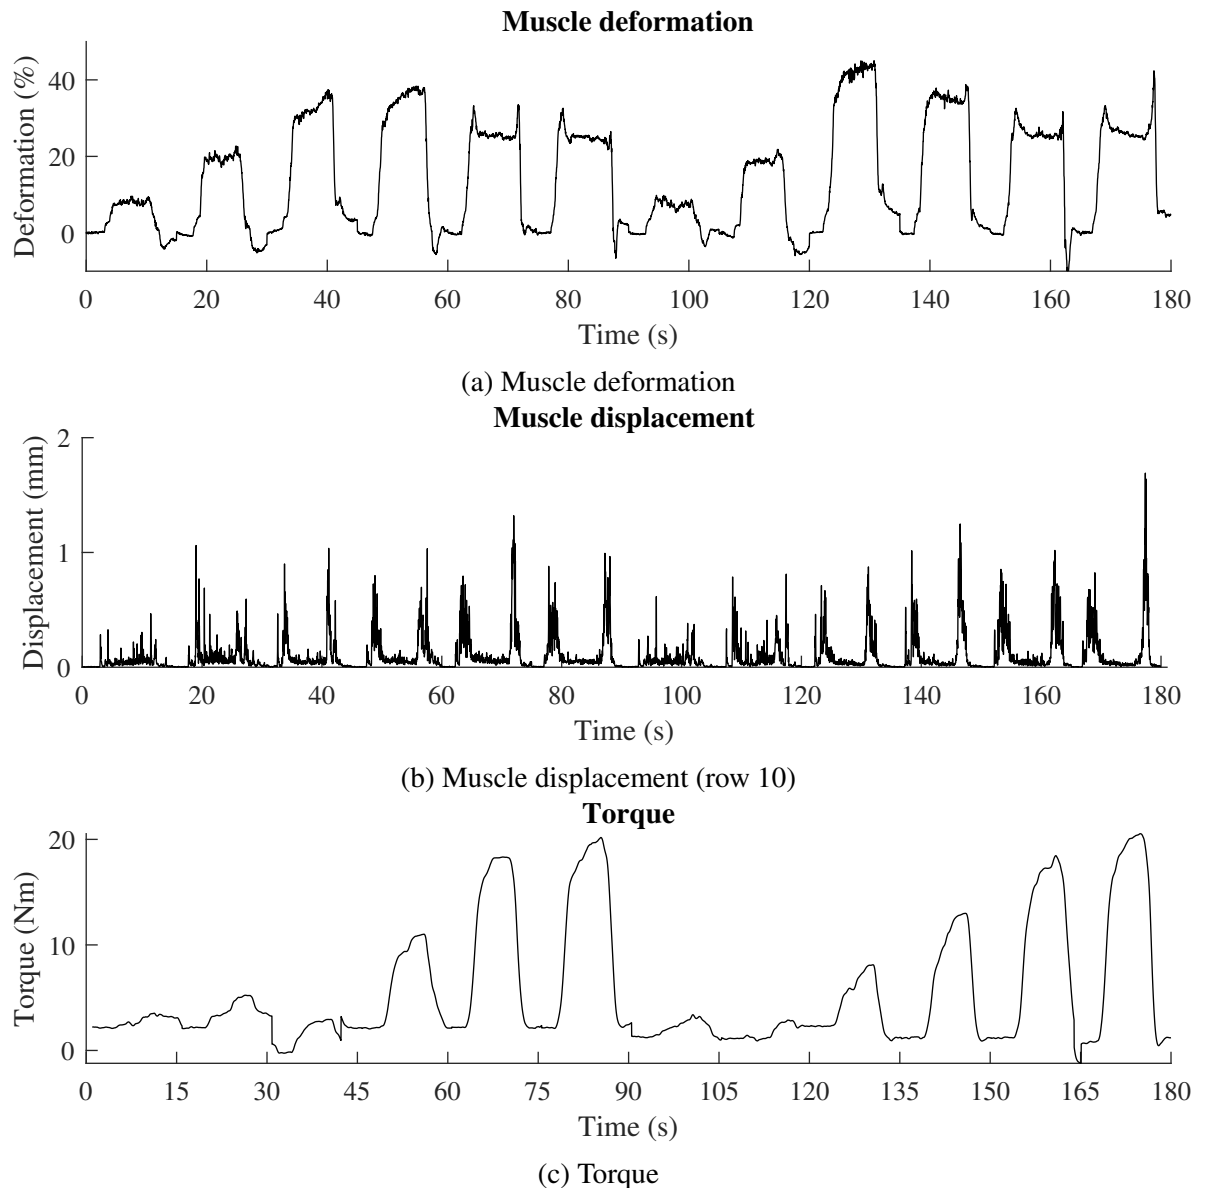 Muscle deformation
Deformation (%)
40
20
0
0 20 40 60 80 100 120 140 160 180
Time (s)
(a) Muscle deformation
Muscle displacement
Displacement (mm)
2
1
0
0 20 40 60 80 100 120 140 160 180
Time (s)
(b) Muscle displacement (row 10)
Torque
Torque (Nm)
20
10
0
0 15 30 45 60 75 90 105 120 135 150 165 180
Time (s)
(c) Torque